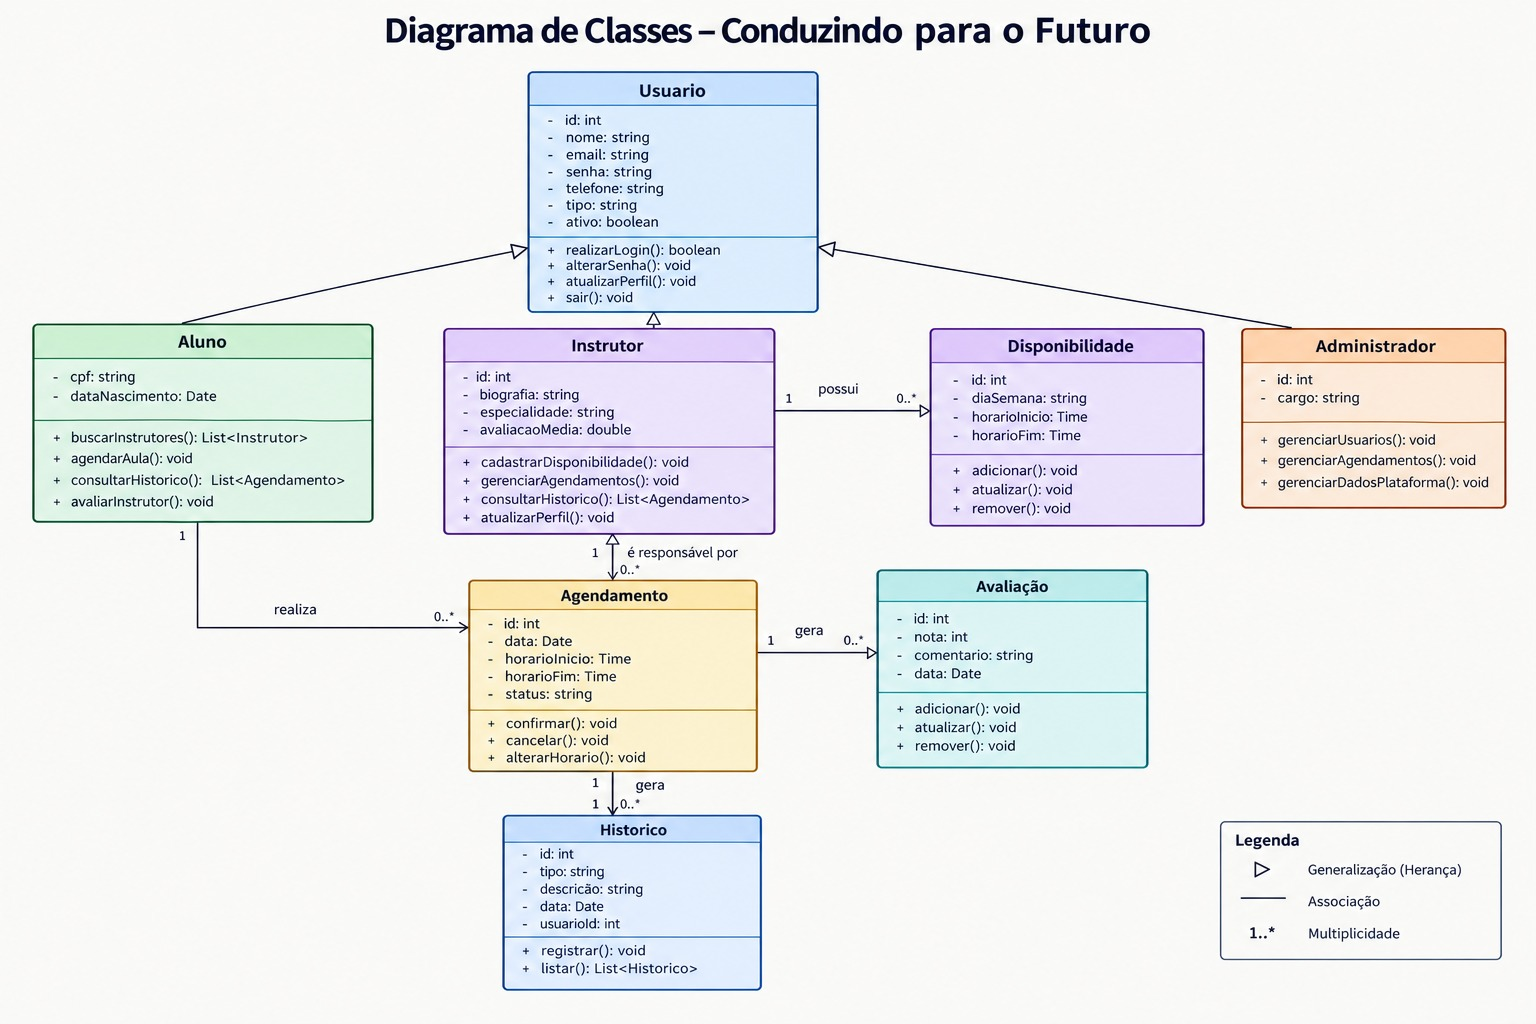 Diagrama de Classes – Conduzindo para o Futuro
Usuario
- id: int
- nome: string
- email: string
- senha: string
- telefone: string
- tipo: string
- ativo: boolean
+ realizarLogin(): boolean
+ alterarSenha(): void
+ atualizarPerfil(): void
+ sair(): void
Aluno
- cpf: string
- dataNascimento: Date
+ buscarInstrutores(): List<Instrutor>
+ agendarAula(): void
+ consultarHistorico(): List<Agendamento>
+ avaliarInstrutor(): void
Instrutor
- id: int
- biografia: string
- especialidade: string
- avaliacaoMedia: double
+ cadastrarDisponibilidade(): void
+ gerenciarAgendamentos(): void
+ consultarHistorico(): List<Agendamento>
+ atualizarPerfil(): void
1 possui 0..*
Disponibilidade
- id: int
- diaSemana: string
- horarioInicio: Time
- horarioFim: Time
+ adicionar(): void
+ atualizar(): void
+ remover(): void
Administrador
- id: int
- cargo: string
+ gerenciarUsuarios(): void
+ gerenciarAgendamentos(): void
+ gerenciarDadosPlataforma(): void
1
realiza 0..*
1 é responsável por
0..*
Agendamento
- id: int
- data: Date
- horarioInicio: Time
- horarioFim: Time
- status: string
+ confirmar(): void
+ cancelar(): void
+ alterarHorario(): void
1 gera 0..*
Avaliação
- id: int
- nota: int
- comentario: string
- data: Date
+ adicionar(): void
+ atualizar(): void
+ remover(): void
1 gera
1 0..*
Historico
- id: int
- tipo: string
- descricão: string
- data: Date
- usuarioId: int
+ registrar(): void
+ listar(): List<Historico>
Legenda
Generalização (Herança)
Associação
1..* Multiplicidade